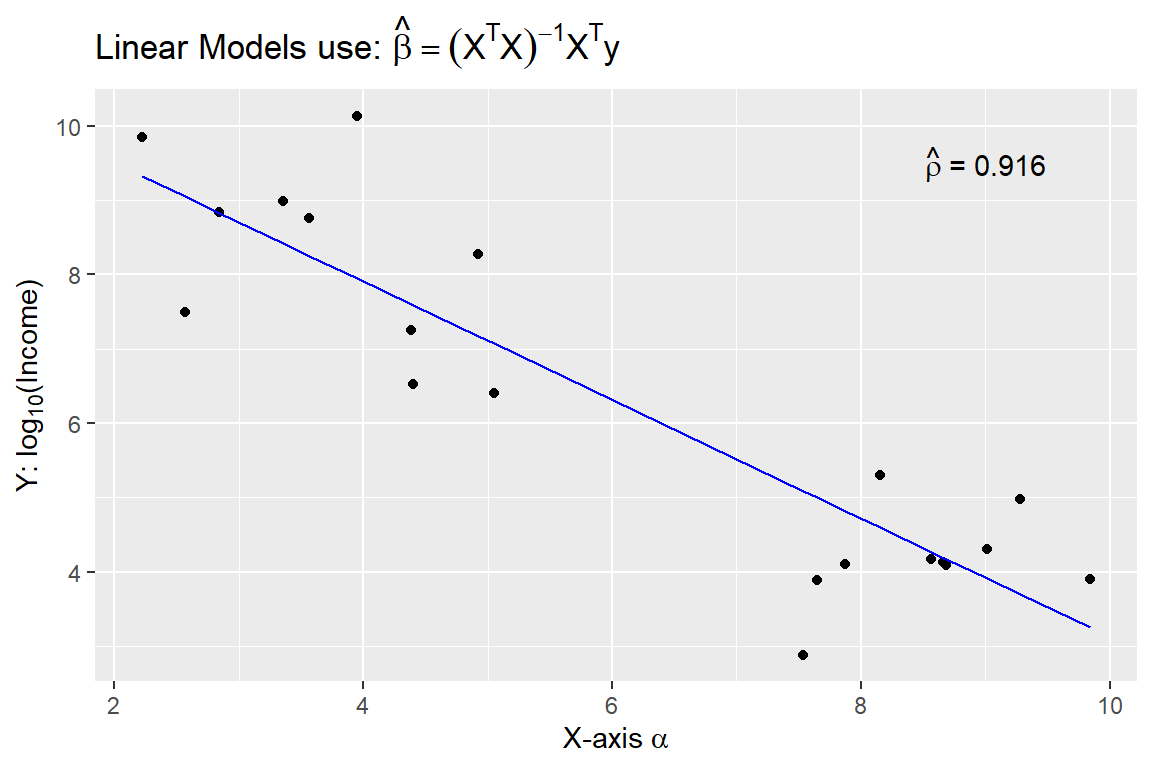 Linear Models use: β̂ = (XᵀX)⁻¹Xᵀy
ρ̂ = 0.916
Y: log₁₀(Income)
10
8
6
4
2 4 6 8 10
X-axis α